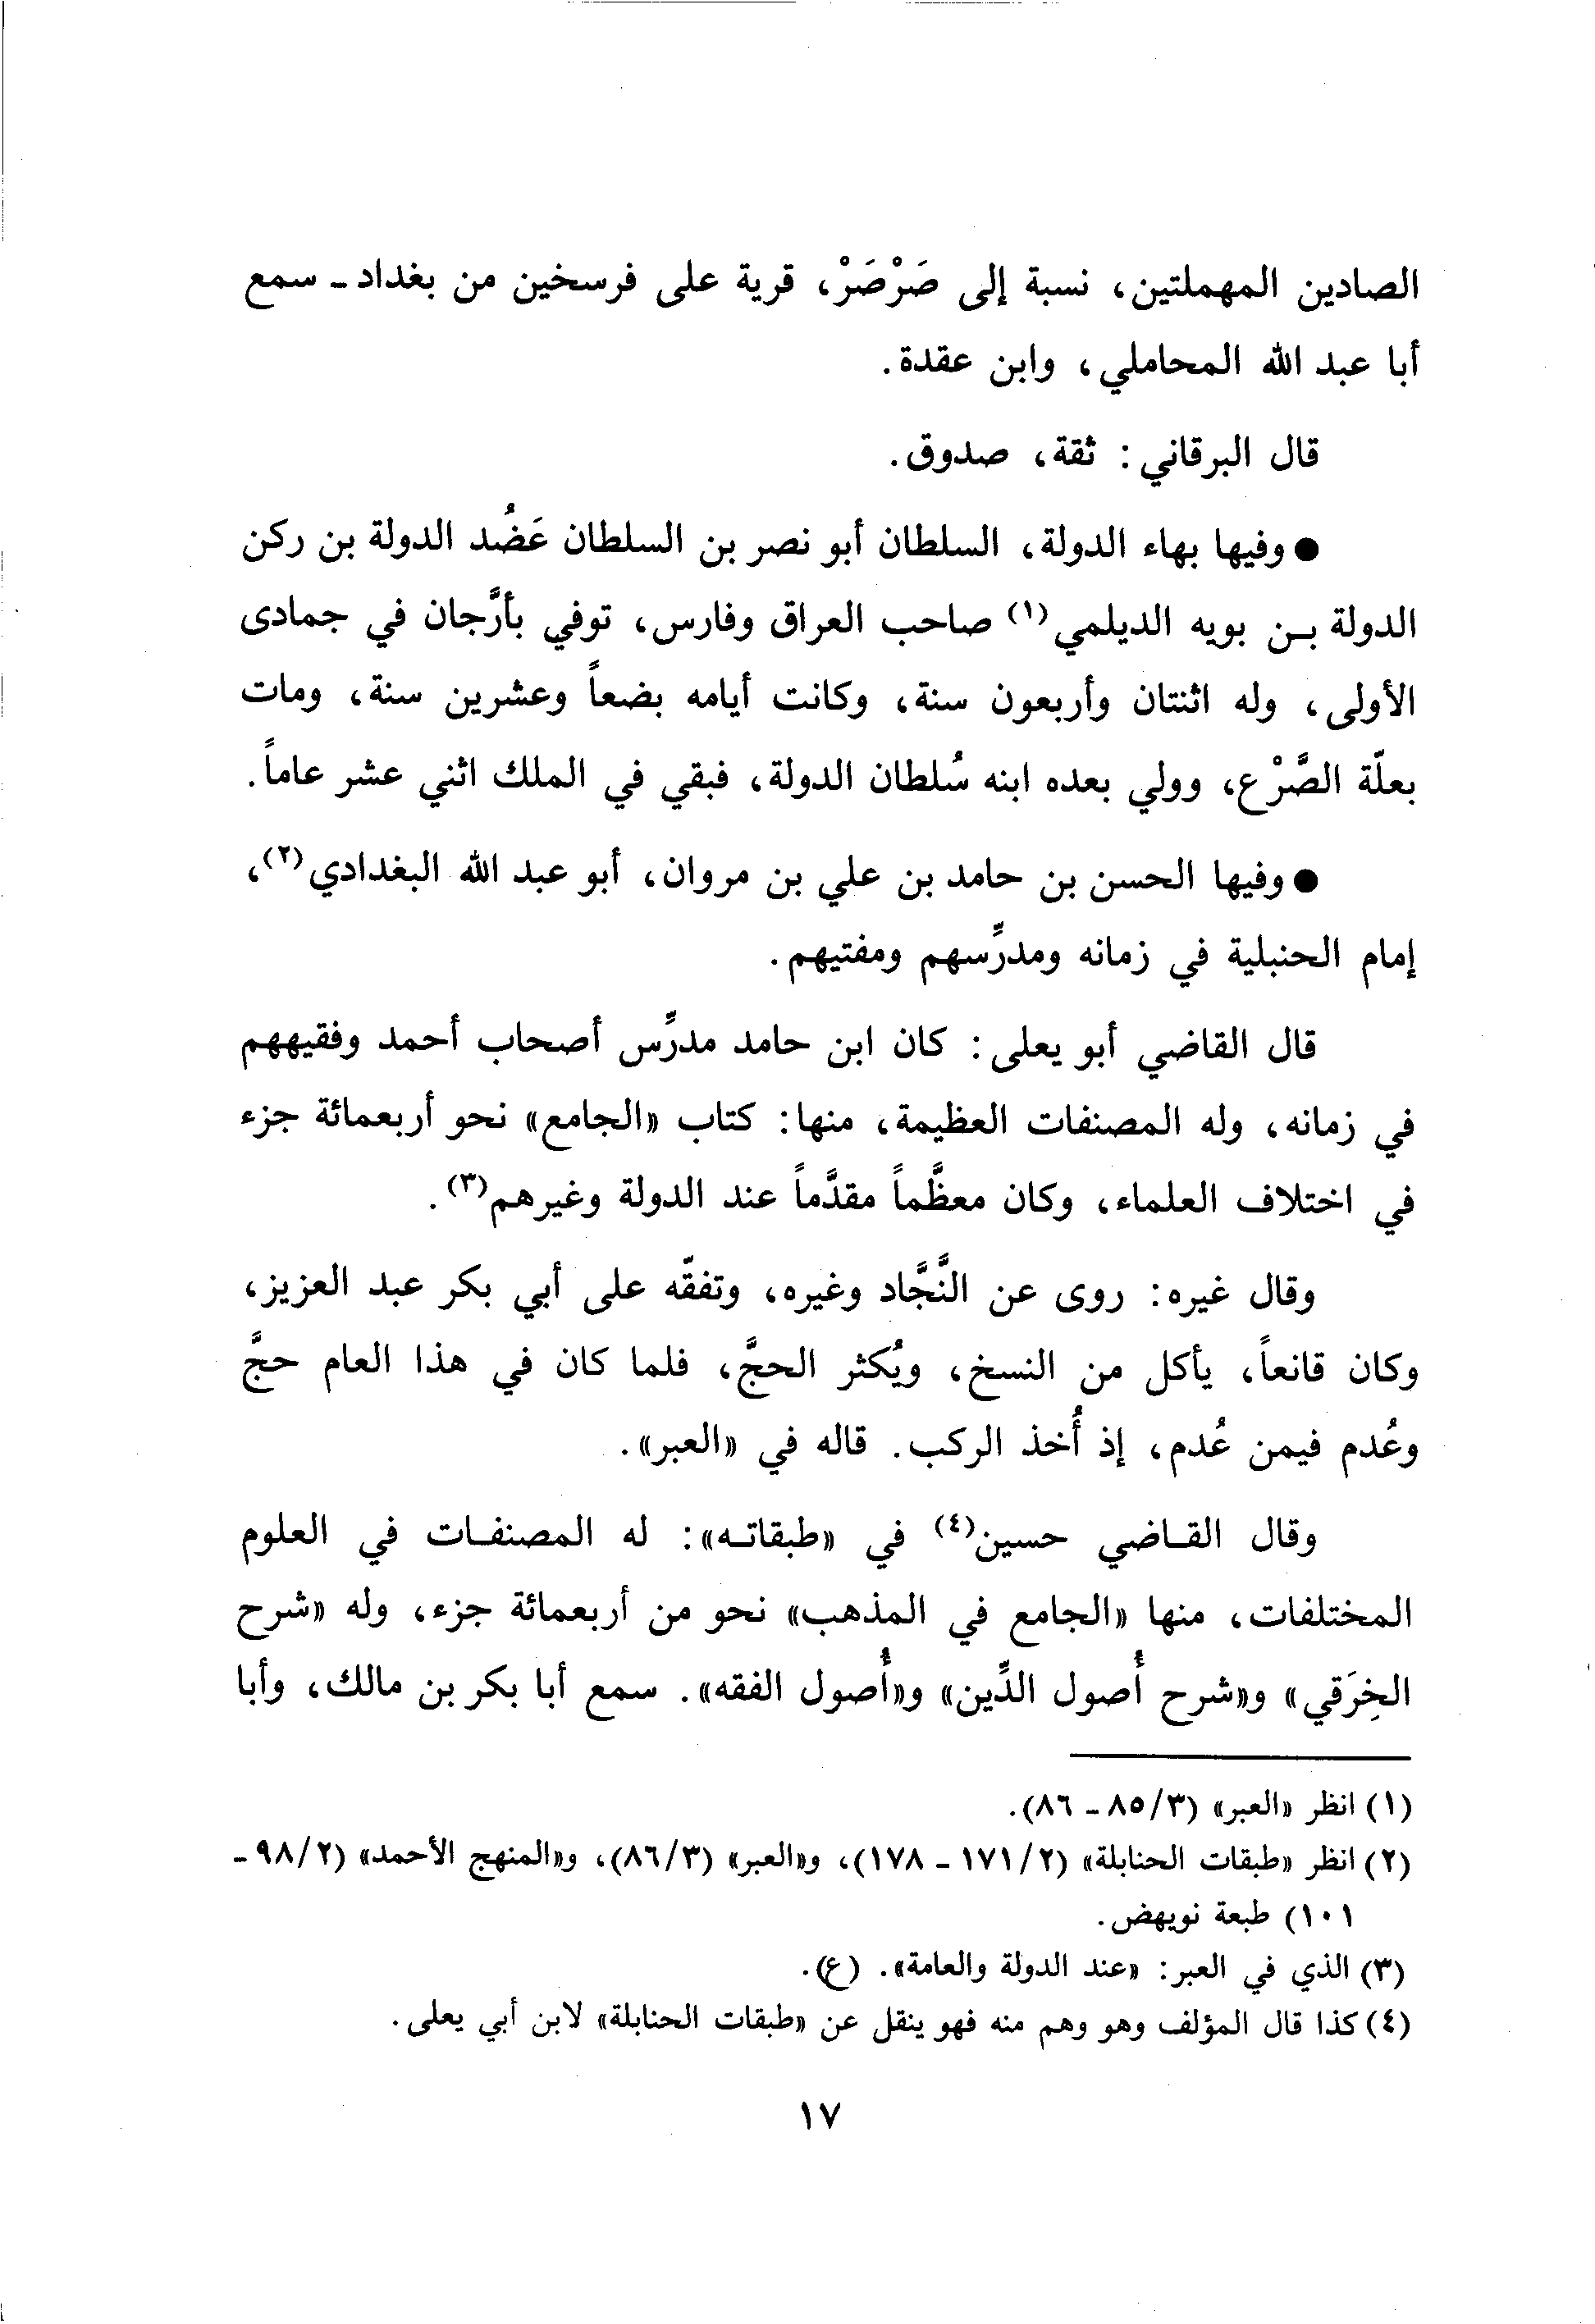 الصادين المهملتين، نسبة إلى صَرْصَرْ، قرية على فرسخين من بغداد - سمع
أبا عبد الله المحاملي، وابن عقدة.
قال البرقاني: ثقة، صدوق.
● وفيها بهاء الدولة، السلطان أبو نصر بن السلطان عَضُد الدولة بن ركن
الدولة بن بويه الديلمي(١) صاحب العراق وفارس، توفي بأرَّجان في جمادى
الأولى، وله اثنتان وأربعون سنة، وكانت أيامه بضعاً وعشرين سنة، ومات
بعلّة الصَّرْع، وولي بعده ابنه سُلطان الدولة، فبقي في الملك اثني عشر عاماً.
● وفيها الحسن بن حامد بن علي بن مروان، أبو عبد الله البغدادي(٢)،
إمام الحنبلية في زمانه ومدرِّسهم ومفتيهم.
قال القاضي أبو يعلى: كان ابن حامد مدرِّس أصحاب أحمد وفقيههم
في زمانه، وله المصنفات العظيمة، منها: كتاب «الجامع» نحو أربعمائة جزء
في اختلاف العلماء، وكان معظَّماً مقدَّماً عند الدولة وغيرهم(٣).
وقال غيره: روى عن النَّجَّاد وغيره، وتفقّه على أبي بكر عبد العزيز،
وكان قانعاً، يأكل من النسخ، ويُكثر الحجَّ، فلما كان في هذا العام حجَّ
وعُدم فيمن عُدم، إذ أُخذ الركب. قاله في «العبر».
وقال القاضي حسين(٤) في «طبقاته»: له المصنفات في العلوم
المختلفات، منها «الجامع في المذهب» نحو من أربعمائة جزء، وله «شرح
الخِرَقي» و«شرح أُصول الدِّين» و«أُصول الفقه». سمع أبا بكر بن مالك، وأبا
(١) انظر «العبر» (٣/ ٨٥ - ٨٦).
(٢) انظر «طبقات الحنابلة» (٢/ ١٧١ - ١٧٨)، و«العبر» (٣/ ٨٦)، و«المنهج الأحمد» (٢/ ٩٨ -
١٠١) طبعة نويهض.
(٣) الذي في العبر: «عند الدولة والعامة». (ع).
(٤) كذا قال المؤلف وهو وهم منه فهو ينقل عن «طبقات الحنابلة» لابن أبي يعلى.
١٧